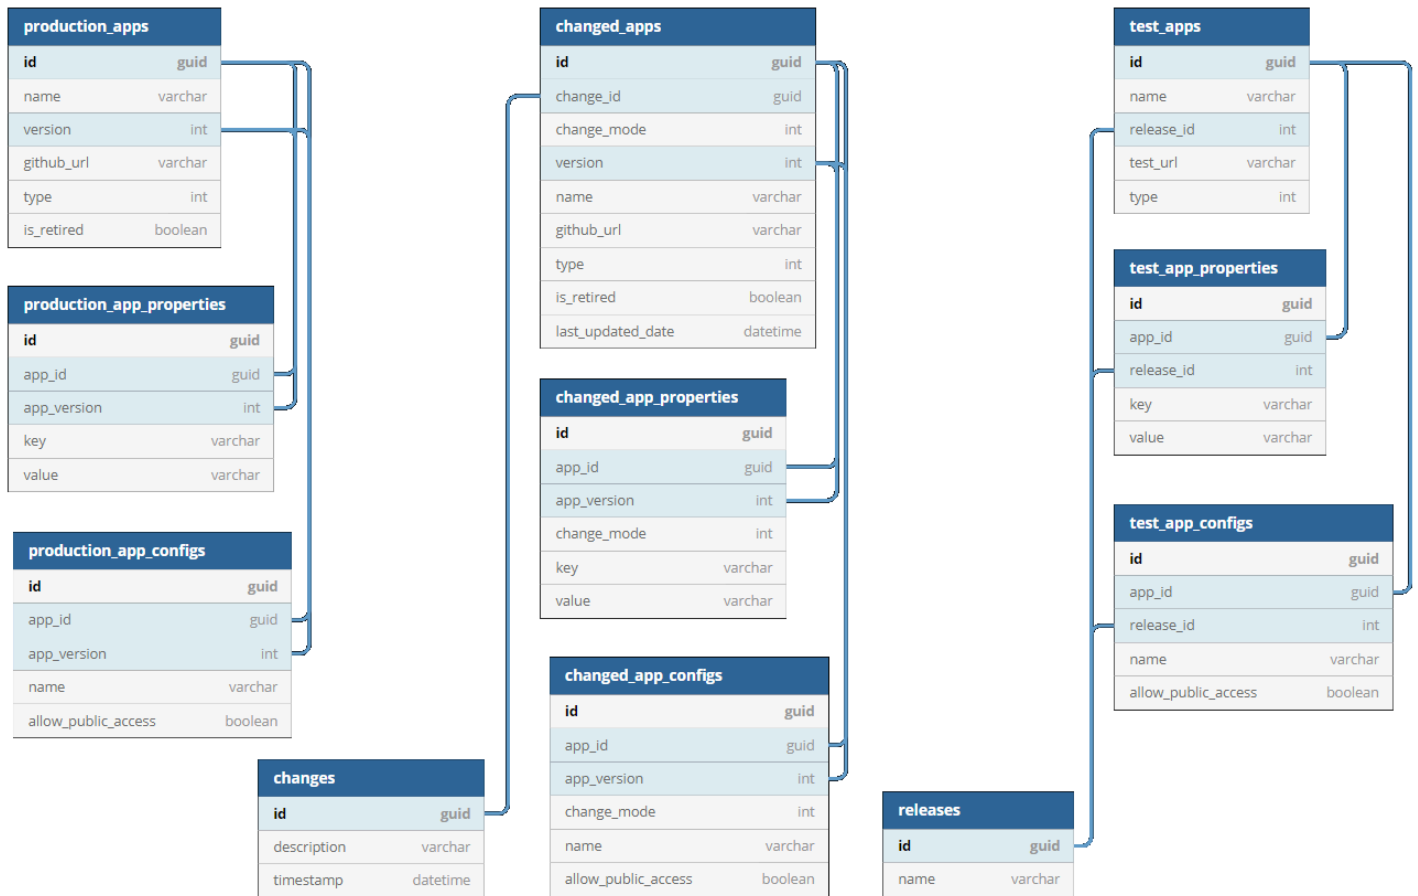 production_apps
id guid
name varchar
version int
github_url varchar
type int
is_retired boolean
production_app_properties
id guid
app_id guid
app_version int
key varchar
value varchar
production_app_configs
id guid
app_id guid
app_version int
name varchar
allow_public_access boolean
changes
id guid
description varchar
timestamp datetime
changed_apps
id guid
change_id guid
change_mode int
version int
name varchar
github_url varchar
type int
is_retired boolean
last_updated_date datetime
changed_app_properties
id guid
app_id guid
app_version int
change_mode int
key varchar
value varchar
changed_app_configs
id guid
app_id guid
app_version int
change_mode int
name varchar
allow_public_access boolean
test_apps
id guid
name varchar
release_id int
test_url varchar
type int
test_app_properties
id guid
app_id guid
release_id int
key varchar
value varchar
test_app_configs
id guid
app_id guid
release_id int
name varchar
allow_public_access boolean
releases
id guid
name varchar